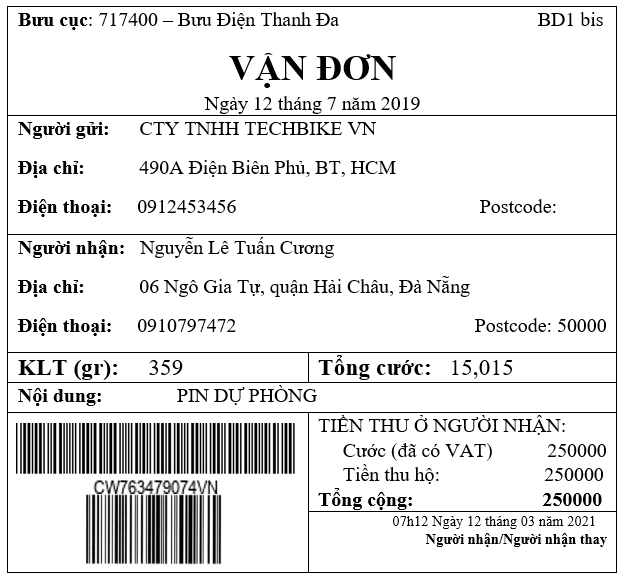 Bưu cục: 717400 – Bưu Điện Thanh Đa BD1 bis
VẬN ĐƠN
Ngày 12 tháng 7 năm 2019
Người gửi: CTY TNHH TECHBIKE VN
Địa chỉ: 490A Điện Biên Phủ, BT, HCM
Điện thoại: 0912453456 Postcode:
Người nhận: Nguyễn Lê Tuấn Cương
Địa chỉ: 06 Ngô Gia Tự, quận Hải Châu, Đà Nẵng
Điện thoại: 0910797472 Postcode: 50000
KLT (gr): 359 Tổng cước: 15,015
Nội dung: PIN DỰ PHÒNG
CW763479074VN
TIỀN THU Ở NGƯỜI NHẬN:
Cước (đã có VAT) 250000
Tiền thu hộ: 250000
Tổng cộng: 250000
07h12 Ngày 12 tháng 03 năm 2021
Người nhận/Người nhận thay